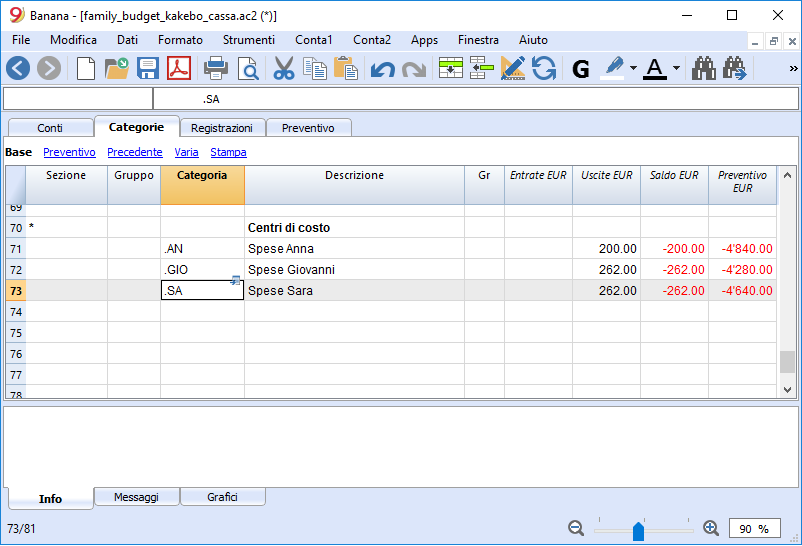 Banana - [family_budget_kakebo_cassa.ac2 (*)]
File Modifica Dati Formato Strumenti Conta1 Conta2 Apps Finestra Aiuto
G A »
.SA
Conti Categorie Registrazioni Preventivo
Base Preventivo Precedente Varia Stampa
Sezione Gruppo Categoria Descrizione Gr Entrate EUR Uscite EUR Saldo EUR Preventivo EUR
69
70 * Centri di costo
71 .AN Spese Anna 200.00 -200.00 -4'840.00
72 .GIO Spese Giovanni 262.00 -262.00 -4'280.00
73 .SA Spese Sara 262.00 -262.00 -4'640.00
74
75
76
77
78
Info Messaggi Grafici
73/81 90 %